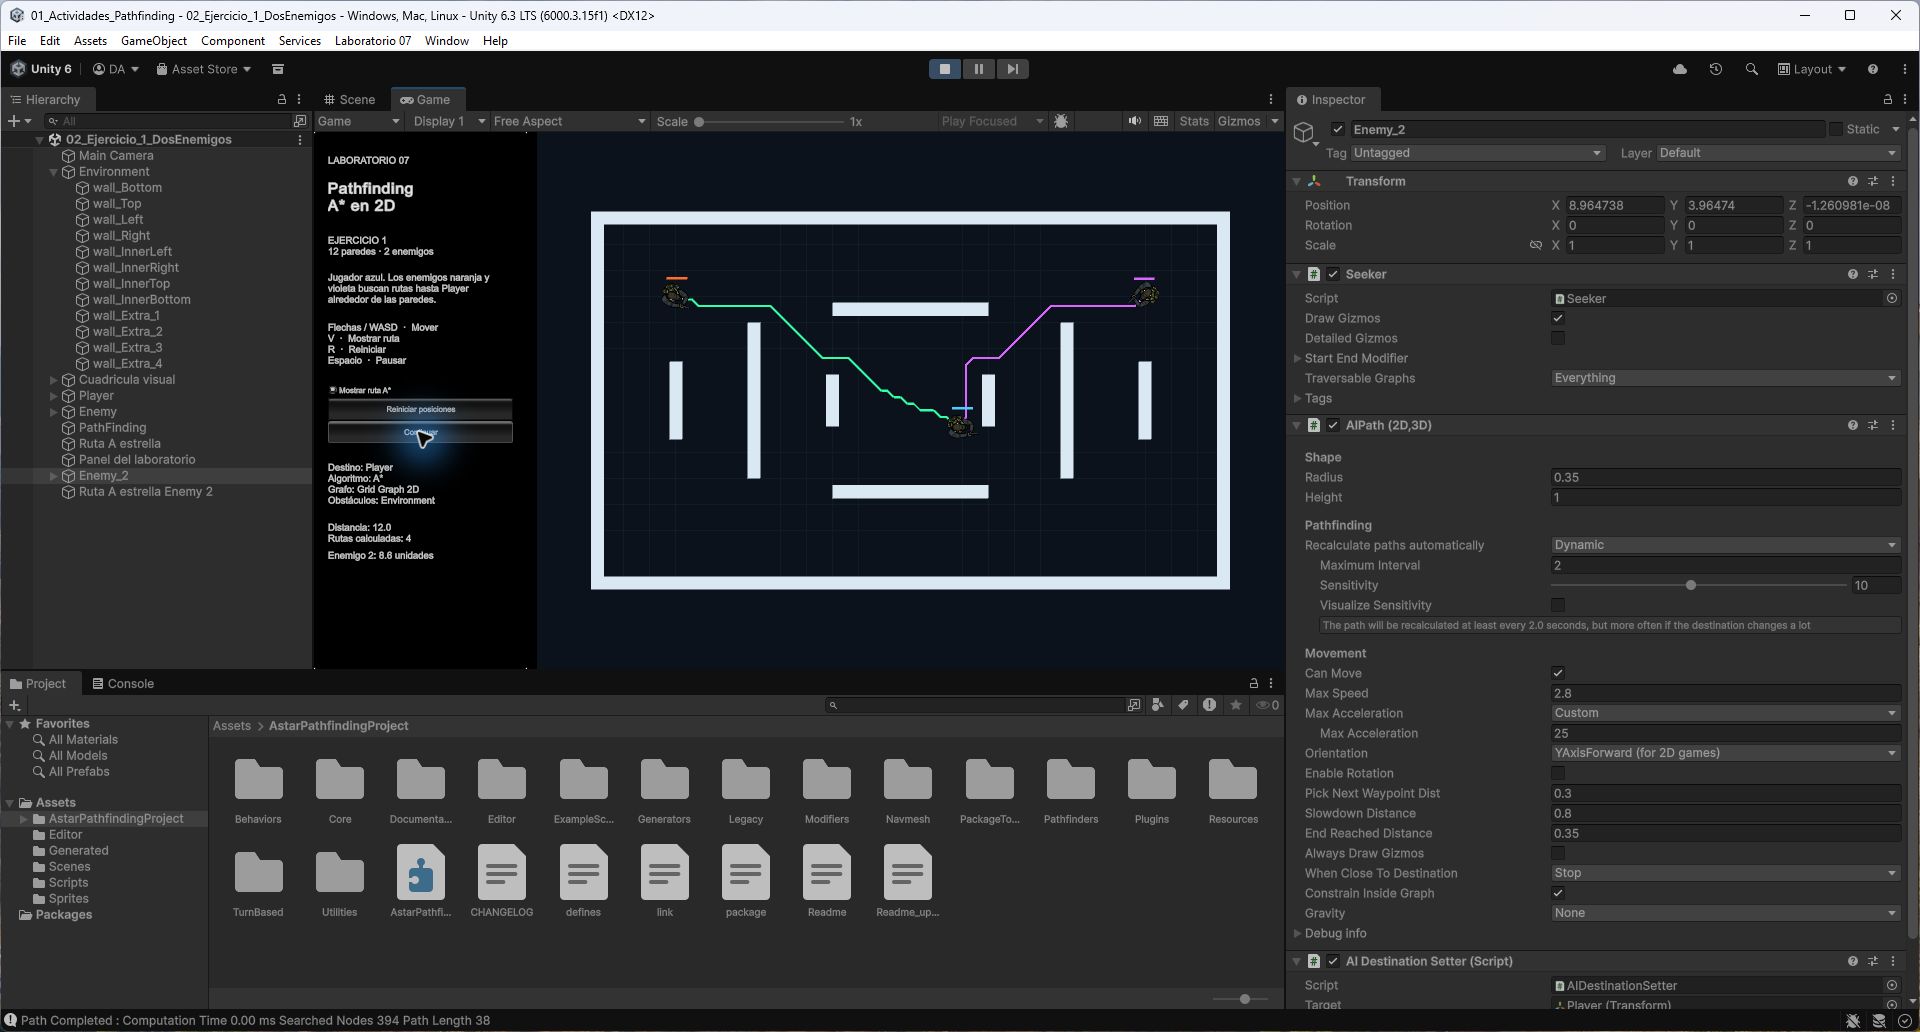 01_Actividades_Pathfinding - 02_Ejercicio_1_DosEnemigos - Windows, Mac, Linux - Unity 6.3 LTS (6000.3.15f1) <DX12>
File Edit Assets GameObject Component Services Laboratorio 07 Window Help
Unity 6 DA Asset Store Layout
Hierarchy
All
02_Ejercicio_1_DosEnemigos
Main Camera
Environment
wall_Bottom
wall_Top
wall_Left
wall_Right
wall_InnerLeft
wall_InnerRight
wall_InnerTop
wall_InnerBottom
wall_Extra_1
wall_Extra_2
wall_Extra_3
wall_Extra_4
Cuadricula visual
Player
Enemy
PathFinding
Ruta A estrella
Panel del laboratorio
Enemy_2
Ruta A estrella Enemy 2
Scene Game
Game Display 1 Free Aspect Scale 1x Play Focused Stats Gizmos
LABORATORIO 07
Pathfinding
A* en 2D
EJERCICIO 1
12 paredes · 2 enemigos
Jugador azul. Los enemigos naranja y
violeta buscan rutas hasta Player
alrededor de las paredes.
Flechas / WASD · Mover
V · Mostrar ruta
R · Reiniciar
Espacio · Pausar
Mostrar ruta A*
Reiniciar posiciones
Destino: Player
Algoritmo: A*
Grafo: Grid Graph 2D
Obstáculos: Environment
Distancia: 12.0
Rutas calculadas: 4
Enemigo 2: 8.6 unidades
Inspector
Enemy_2 Static
Tag Untagged Layer Default
Transform
Position X 8.964738 Y 3.96474 Z -1.260981e-08
Rotation X 0 Y 0 Z 0
Scale X 1 Y 1 Z 1
Seeker
Script Seeker
Draw Gizmos
Detailed Gizmos
Start End Modifier
Traversable Graphs Everything
Tags
AIPath (2D,3D)
Shape
Radius 0.35
Height 1
Pathfinding
Recalculate paths automatically Dynamic
Maximum Interval 2
Sensitivity 10
Visualize Sensitivity
The path will be recalculated at least every 2.0 seconds, but more often if the destination changes a lot
Movement
Can Move
Max Speed 2.8
Max Acceleration Custom
Max Acceleration 25
Orientation YAxisForward (for 2D games)
Enable Rotation
Pick Next Waypoint Dist 0.3
Slowdown Distance 0.8
End Reached Distance 0.35
Always Draw Gizmos
When Close To Destination Stop
Constrain Inside Graph
Gravity None
Debug info
AI Destination Setter (Script)
Script AIDestinationSetter
Target Player (Transform)
Project Console
0
Favorites
All Materials
All Models
All Prefabs
Assets
AstarPathfindingProject
Editor
Generated
Scenes
Scripts
Sprites
Packages
Assets > AstarPathfindingProject
Behaviors Core Documenta... Editor ExampleSc... Generators Legacy Modifiers Navmesh PackageTo... Pathfinders Plugins Resources
TurnBased Utilities AstarPathfi... CHANGELOG defines link package Readme Readme_up...
Path Completed : Computation Time 0.00 ms Searched Nodes 394 Path Length 38